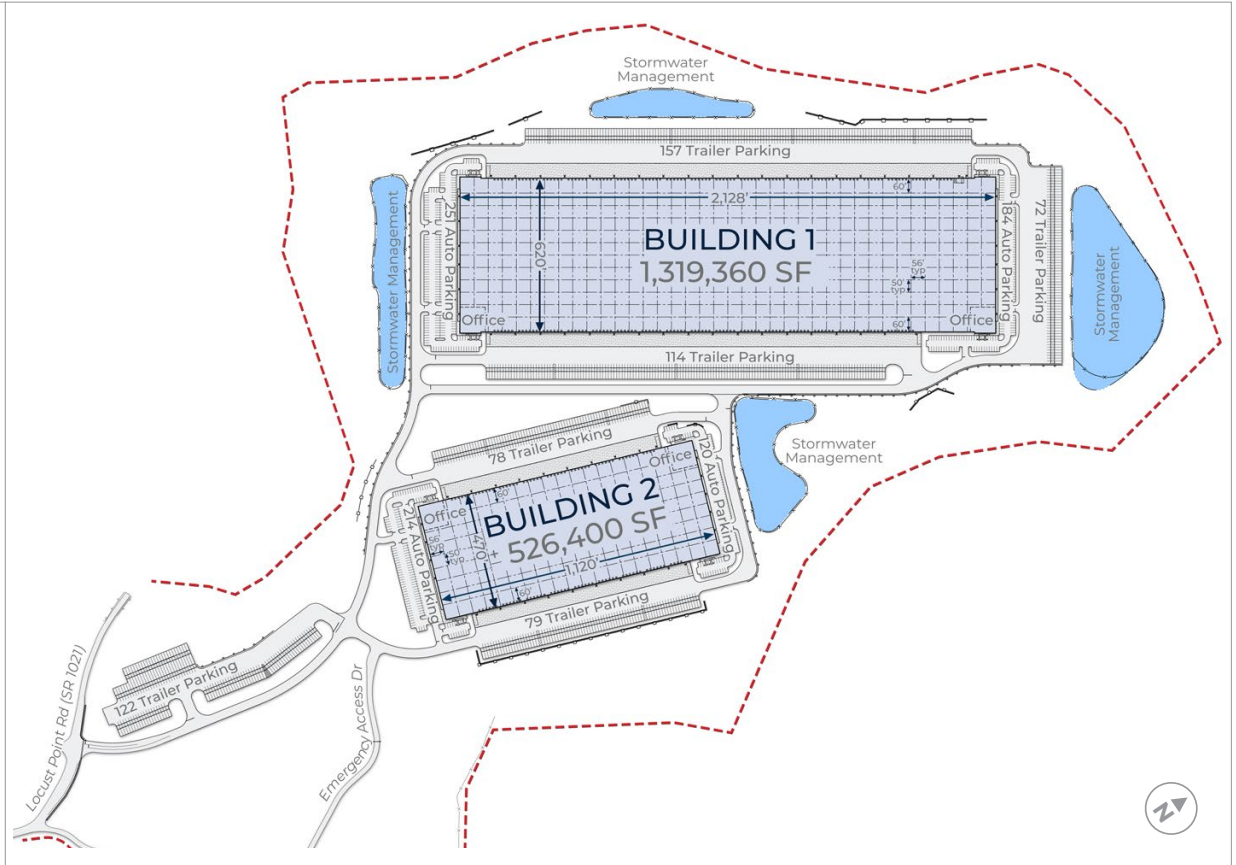 Stormwater
Management
157 Trailer Parking
Stormwater Management
251 Auto Parking
60'
2,128'
620'
BUILDING 1
1,319,360 SF
56'
typ
50'
typ
184 Auto Parking
72 Trailer Parking
Stormwater
Management
Office
60'
Office
114 Trailer Parking
78 Trailer Parking
Stormwater
Management
120 Auto Parking
Office
60'
Office
BUILDING 2
± 526,400 SF
214 Auto Parking
56'
typ
50'
typ
470'
1,120'
60'
79 Trailer Parking
122 Trailer Parking
Locust Point Rd (SR 1021)
Emergency Access Dr
N